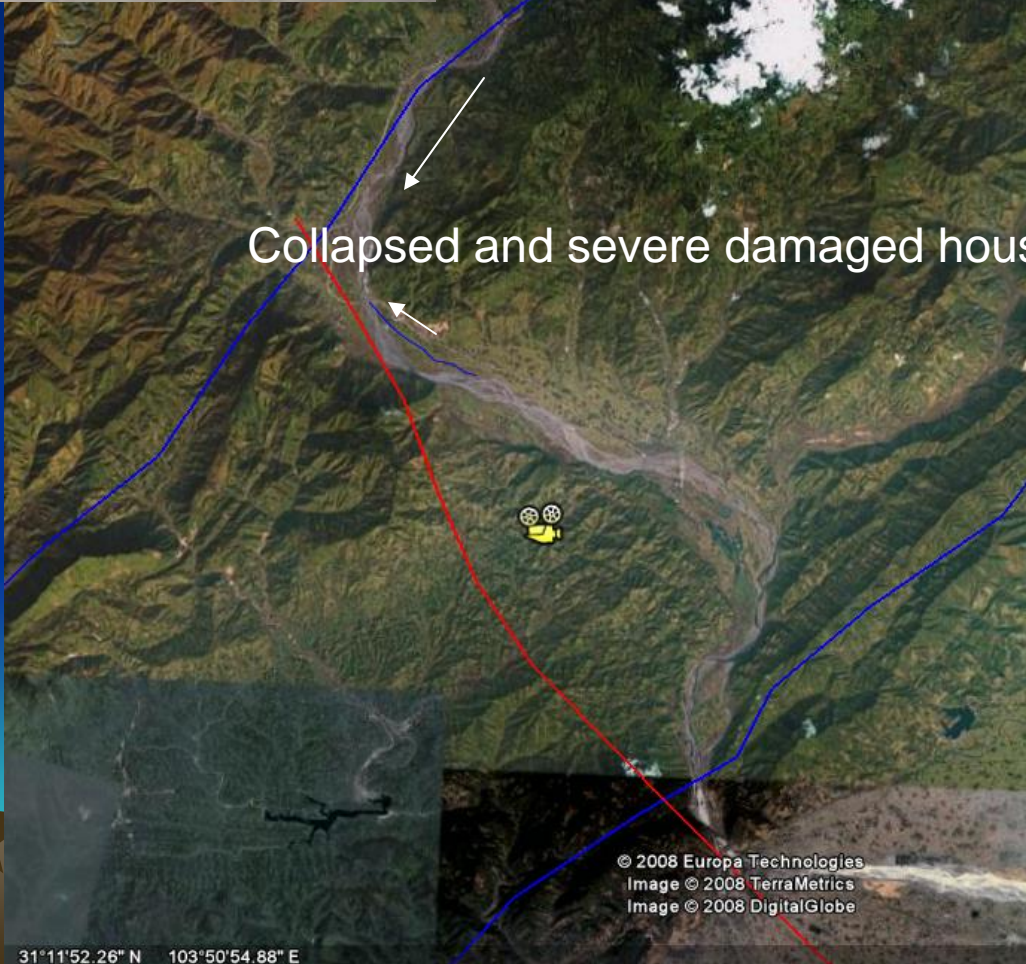 Collapsed and severe damaged hous
© 2008 Europa Technologies
Image © 2008 TerraMetrics
Image © 2008 DigitalGlobe
31°11'52.26" N 103°50'54.88" E